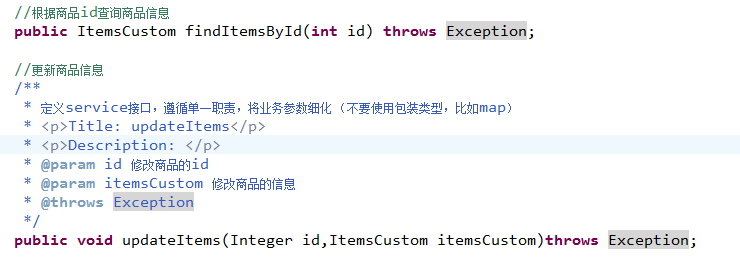 //根据商品id查询商品信息
public ItemsCustom findItemsById(int id) throws Exception;
//更新商品信息
/**
* 定义service接口，遵循单一职责，将业务参数细化（不要使用包装类型，比如map）
* <p>Title: updateItems</p>
* <p>Description: </p>
* @param id 修改商品的id
* @param itemsCustom 修改商品的信息
* @throws Exception
*/
public void updateItems(Integer id,ItemsCustom itemsCustom)throws Exception;